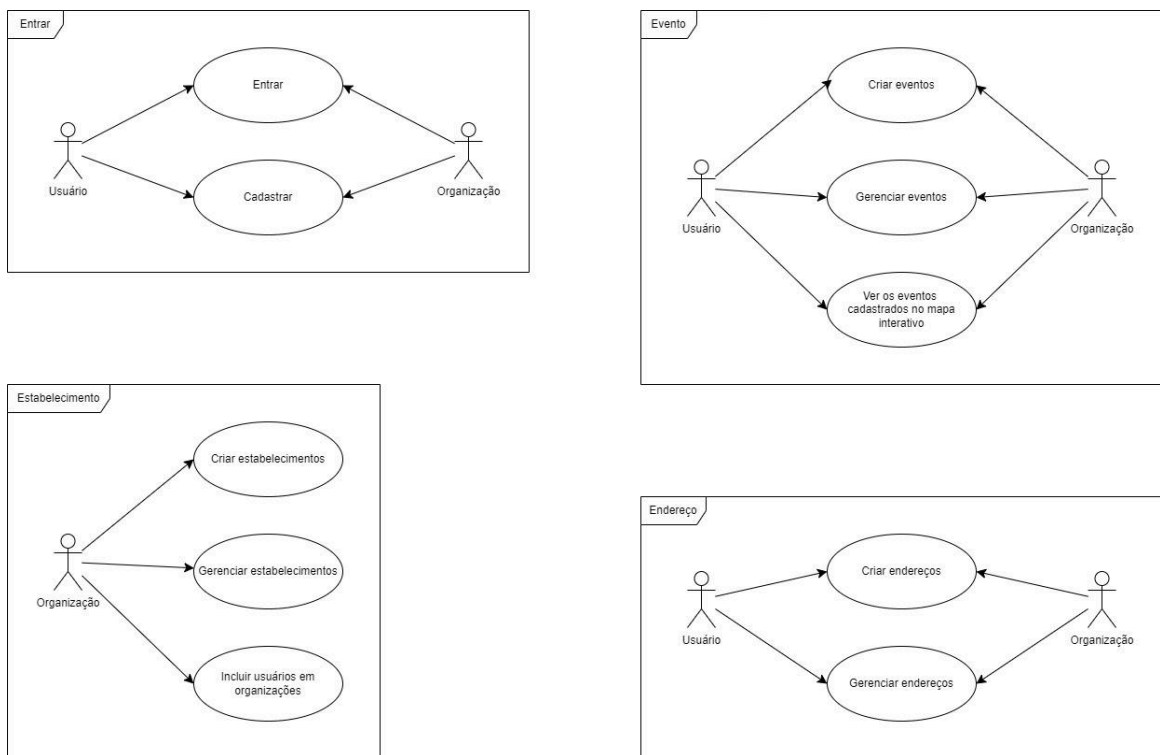 Entrar
Entrar
Usuário
Cadastrar
Organização
Evento
Criar eventos
Usuário
Gerenciar eventos
Organização
Ver os eventos
cadastrados no mapa
interativo
Estabelecimento
Criar estabelecimentos
Organização
Gerenciar estabelecimentos
Incluir usuários em
organizações
Endereço
Criar endereços
Usuário
Organização
Gerenciar endereços